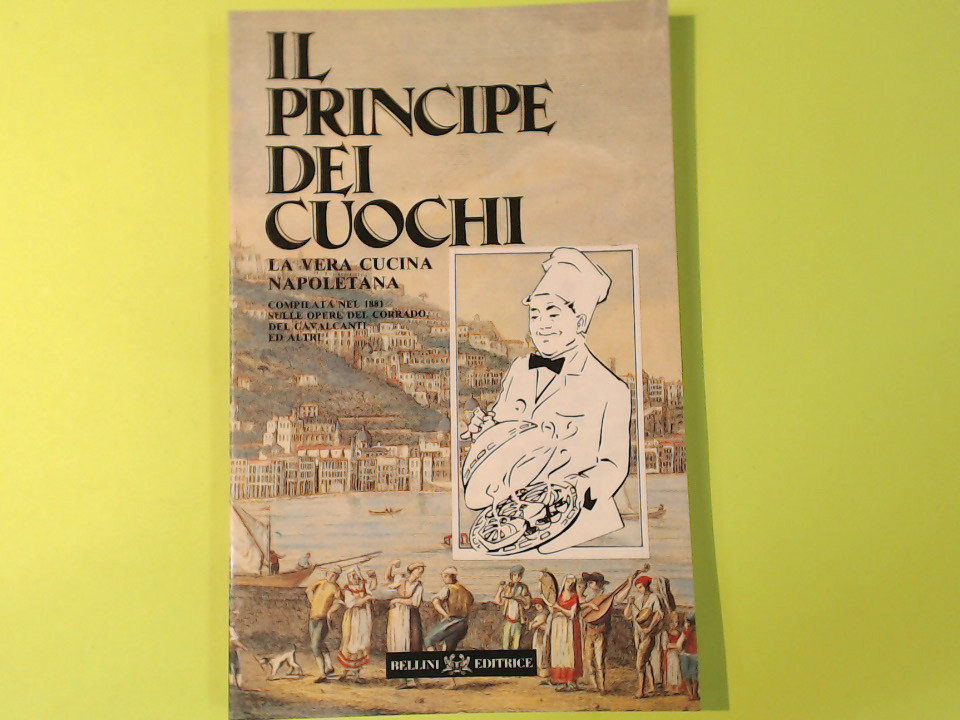 IL
PRINCIPE
DEI
CUOCHI
LA VERA CUCINA
NAPOLETANA
COMPILATA NEL 1881
SULLE OPERE DEL CORRADO,
DEL CAVALCANTI
ED ALTRI
BELLINI EDITRICE